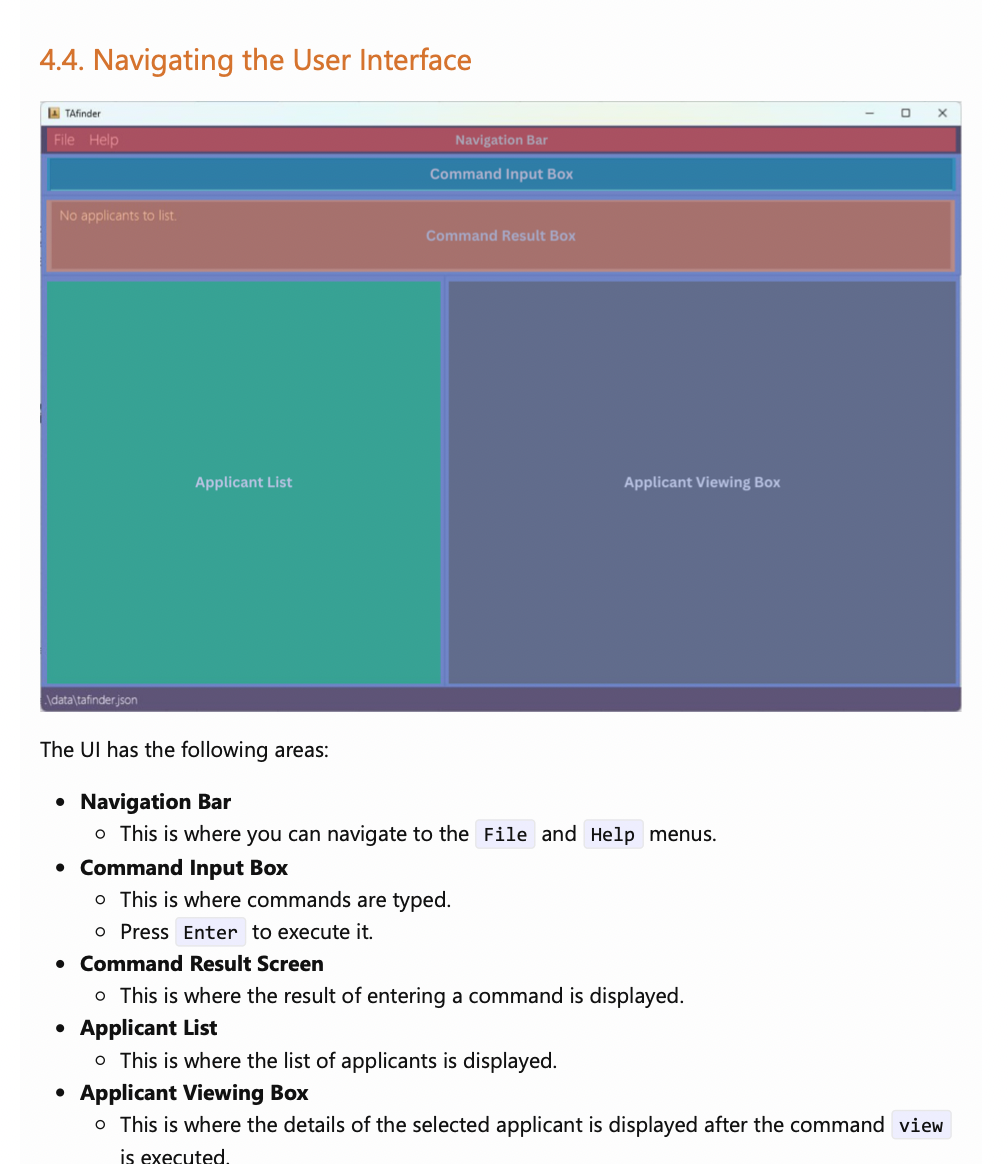 4.4. Navigating the User Interface
TAfinder
File Help Navigation Bar
Command Input Box
No applicants to list.
Command Result Box
Applicant List Applicant Viewing Box
.\data\tafinder.json
The UI has the following areas:
Navigation Bar
This is where you can navigate to the File and Help menus.
Command Input Box
This is where commands are typed.
Press Enter to execute it.
Command Result Screen
This is where the result of entering a command is displayed.
Applicant List
This is where the list of applicants is displayed.
Applicant Viewing Box
This is where the details of the selected applicant is displayed after the command view
is executed.